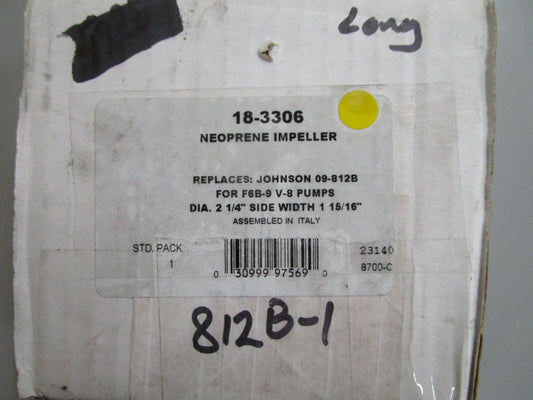 Long
18-3306
NEOPRENE IMPELLER
REPLACES: JOHNSON 09-812B
FOR F6B-9 V-8 PUMPS
DIA. 2 1/4" SIDE WIDTH 1 15/16"
ASSEMBLED IN ITALY
STD. PACK
1
0 30999 97569 0
23140
8700-C
812B-1